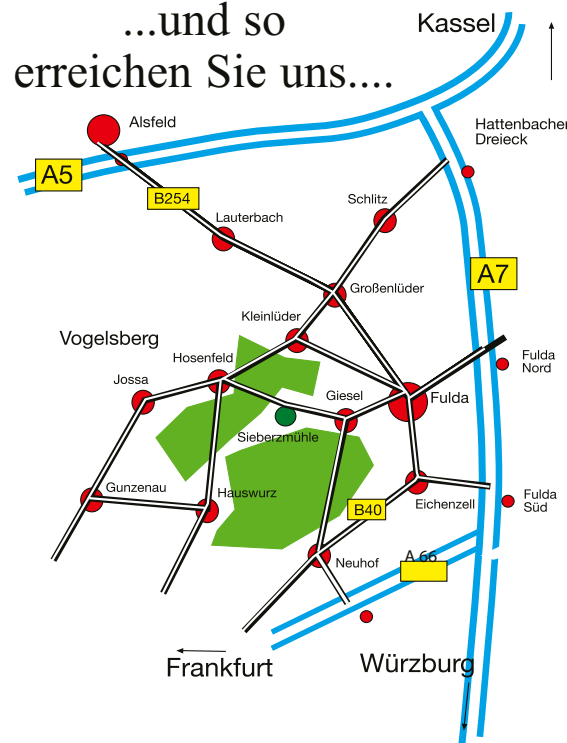 ...und so
erreichen Sie uns....
Kassel
Alsfeld
Hattenbacher
Dreieck
A5
B254
Schlitz
Lauterbach
A7
Großenlüder
Kleinlüder
Vogelsberg
Hosenfeld
Fulda
Nord
Jossa
Giesel
Fulda
Sieberzmühle
Gunzenau
Hauswurz
Eichenzell
Fulda
Süd
B40
A 66
Neuhof
Frankfurt
Würzburg